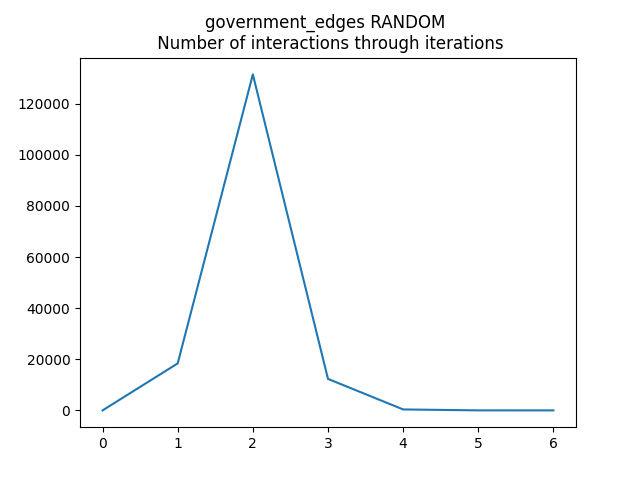 government_edges RANDOM
Number of interactions through iterations
120000
100000
80000
60000
40000
20000
0
0 1 2 3 4 5 6